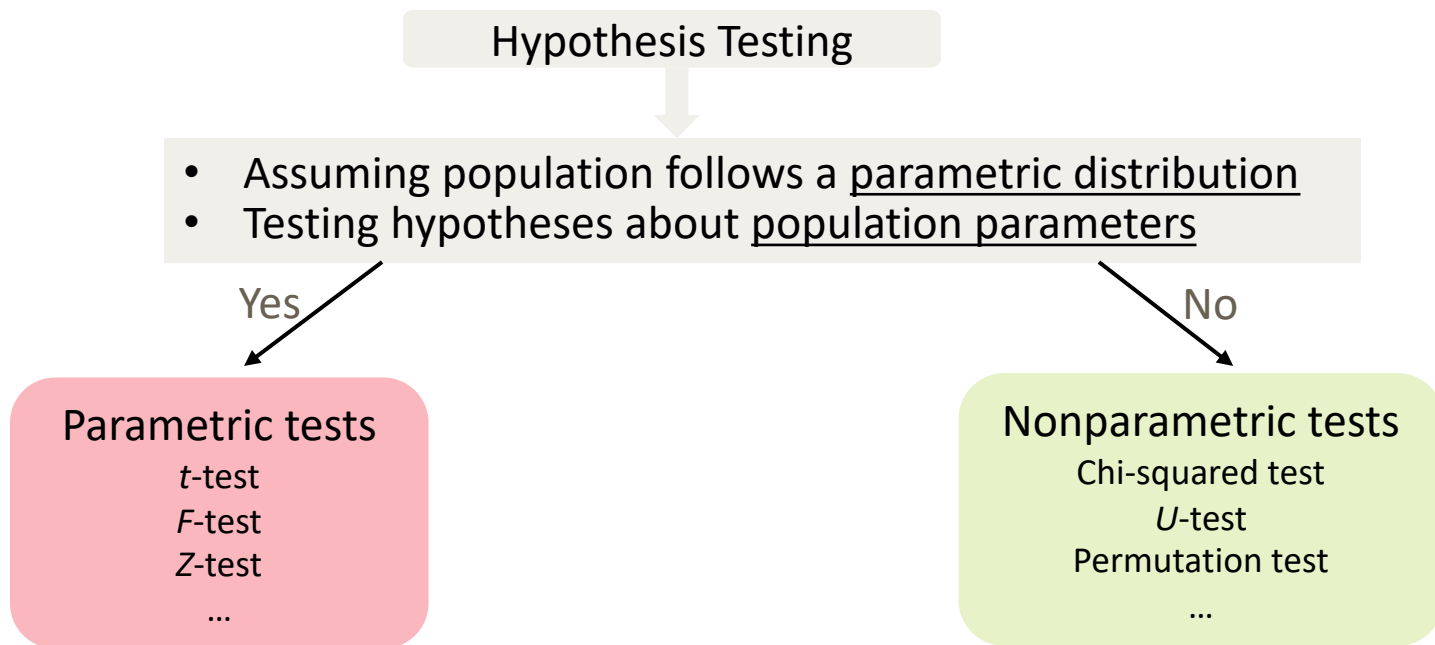 Hypothesis Testing
• Assuming population follows a parametric distribution
• Testing hypotheses about population parameters
Yes
No
Parametric tests
t-test
F-test
Z-test
...
Nonparametric tests
Chi-squared test
U-test
Permutation test
...